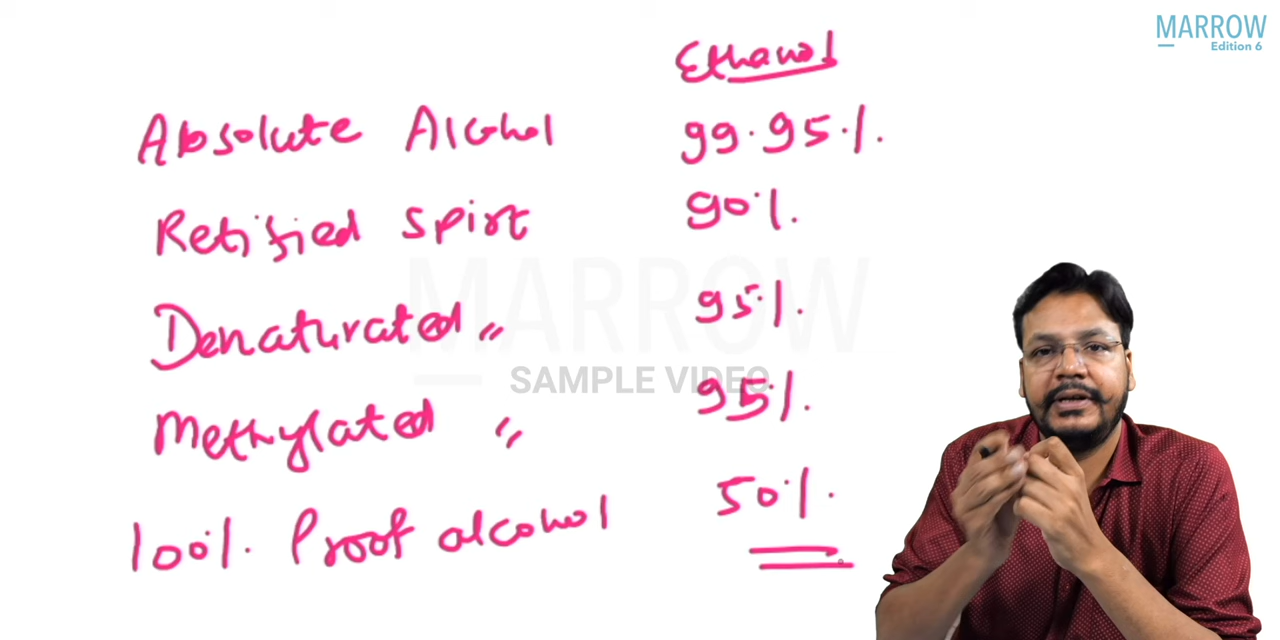 MARROW
Edition 6
Ethanol
Absolute Alcohol 99.95%.
Retified Spirt 90%.
Denaturated " 95%.
Methylated " 95%.
100%. Proof alcohol 50%.
MARROW
SAMPLE VIDEO